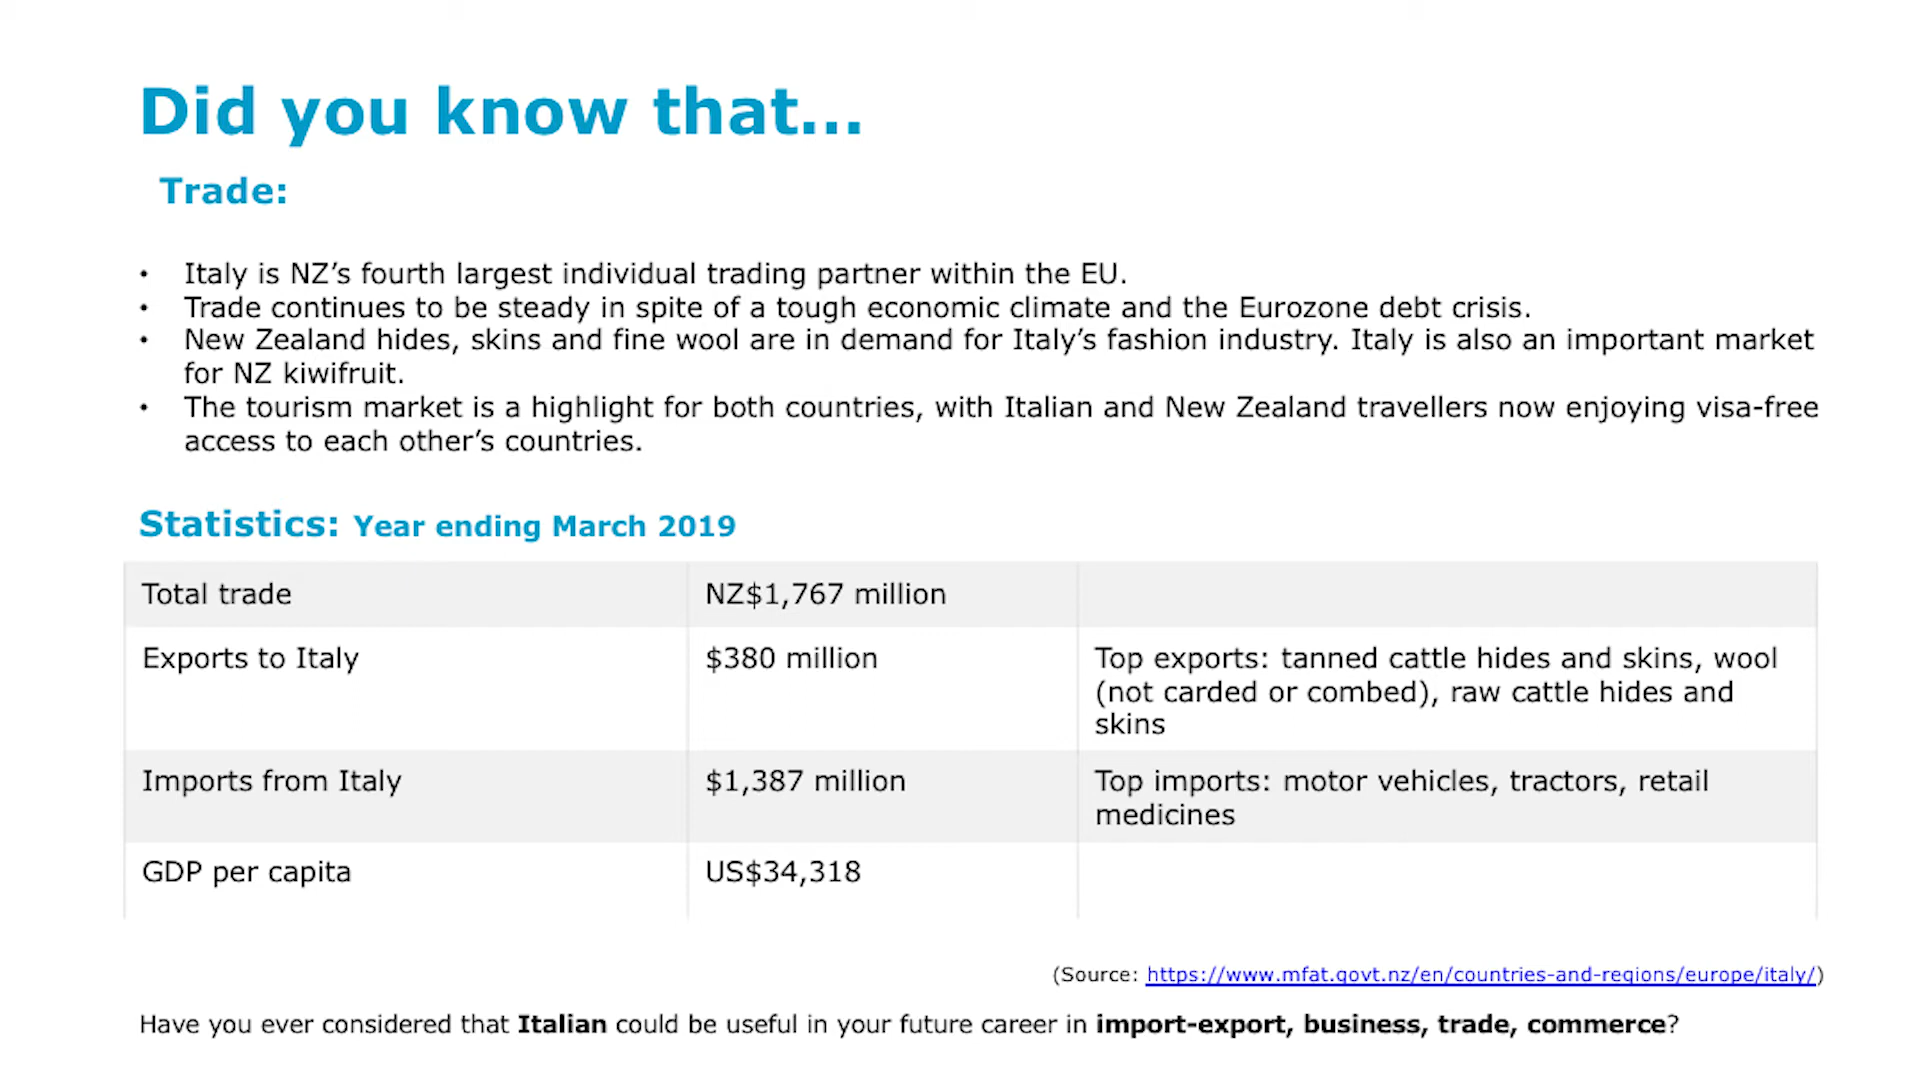 Did you know that...
Trade:
• Italy is NZ’s fourth largest individual trading partner within the EU.
• Trade continues to be steady in spite of a tough economic climate and the Eurozone debt crisis.
• New Zealand hides, skins and fine wool are in demand for Italy’s fashion industry. Italy is also an important market
for NZ kiwifruit.
• The tourism market is a highlight for both countries, with Italian and New Zealand travellers now enjoying visa-free
access to each other’s countries.
Statistics: Year ending March 2019
Total trade NZ$1,767 million
Exports to Italy $380 million Top exports: tanned cattle hides and skins, wool
(not carded or combed), raw cattle hides and
skins
Imports from Italy $1,387 million Top imports: motor vehicles, tractors, retail
medicines
GDP per capita US$34,318
(Source: https://www.mfat.govt.nz/en/countries-and-regions/europe/italy/)
Have you ever considered that Italian could be useful in your future career in import-export, business, trade, commerce?